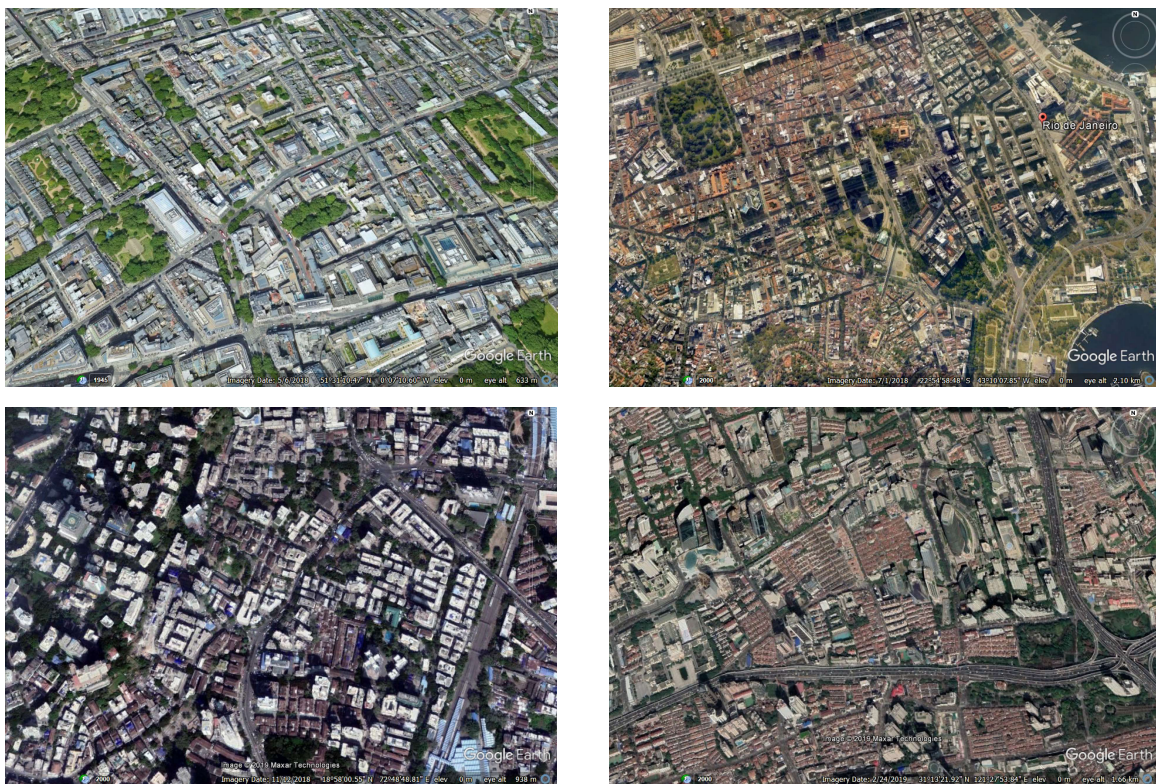 N
Google Earth
1945
Imagery Date: 5/6/2018 51°31'10.47" N 0°07'10.60" W elev 0 m eye alt 633 m
N
Rio de Janeiro
Google Earth
2000
Imagery Date: 7/1/2018 22°54'58.48" S 43°10'07.85" W elev 0 m eye alt 2.10 km
N
Google Earth
Image © 2019 Maxar Technologies
2000
Imagery Date: 11/02/2018 18°58'00.55" N 72°48'48.81" E elev 0 m eye alt 938 m
N
Image © 2019 Maxar Technologies
Google Earth
2000
Imagery Date: 2/24/2019 31°13'21.92" N 121°27'53.84" E elev 0 m eye alt 1.66 km